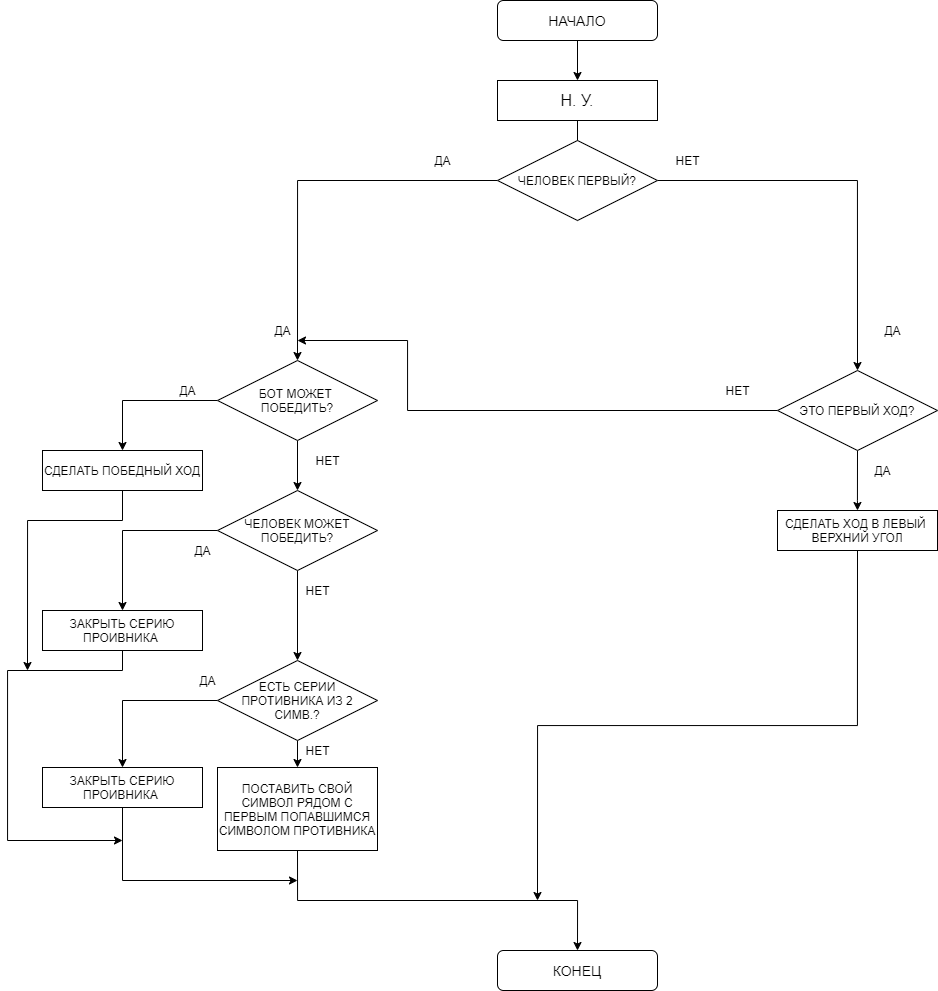 НАЧАЛО
Н. У.
ДА
НЕТ
ЧЕЛОВЕК ПЕРВЫЙ?
ДА
ДА
ДА
БОТ МОЖЕТ
ПОБЕДИТЬ?
НЕТ
ЭТО ПЕРВЫЙ ХОД?
НЕТ
ДА
СДЕЛАТЬ ПОБЕДНЫЙ ХОД
ЧЕЛОВЕК МОЖЕТ
ПОБЕДИТЬ?
СДЕЛАТЬ ХОД В ЛЕВЫЙ
ВЕРХНИЙ УГОЛ
ДА
НЕТ
ЗАКРЫТЬ СЕРИЮ
ПРОИВНИКА
ДА
ЕСТЬ СЕРИИ
ПРОТИВНИКА ИЗ 2
СИМВ.?
НЕТ
ЗАКРЫТЬ СЕРИЮ
ПРОИВНИКА
ПОСТАВИТЬ СВОЙ
СИМВОЛ РЯДОМ С
ПЕРВЫМ ПОПАВШИМСЯ
СИМВОЛОМ ПРОТИВНИКА
КОНЕЦ